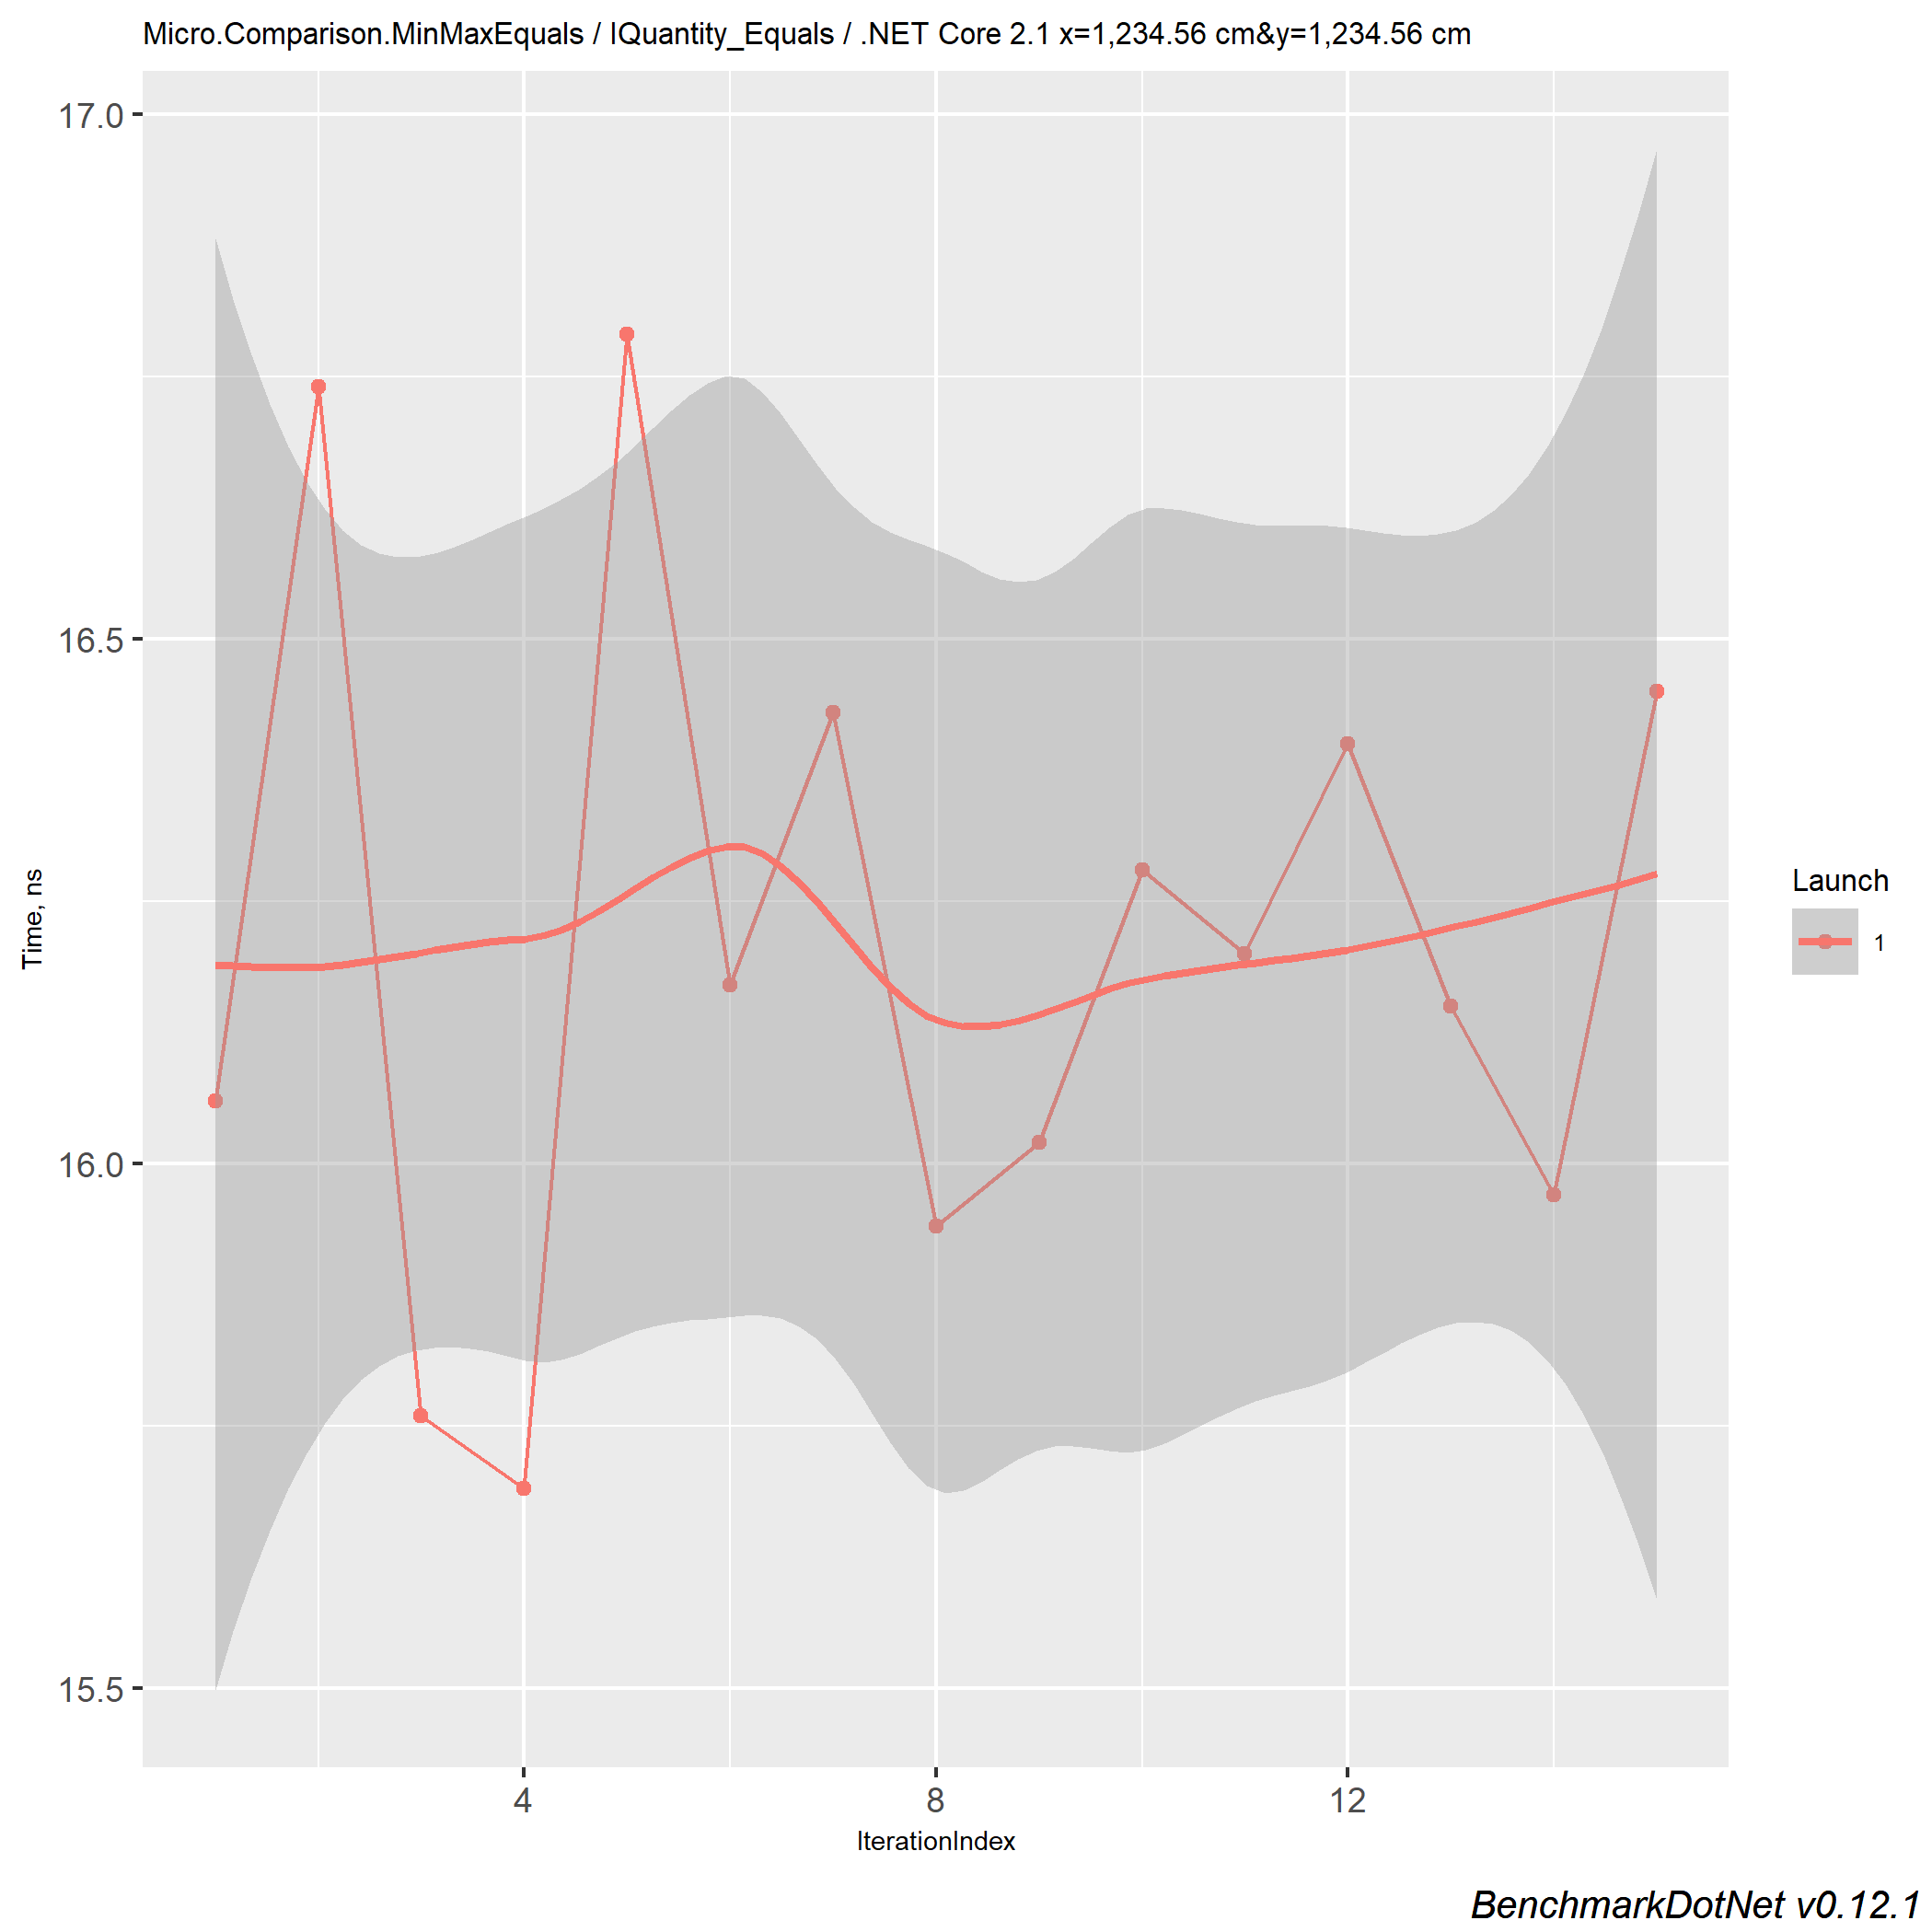 Micro.Comparison.MinMaxEquals / IQuantity_Equals / .NET Core 2.1 x=1,234.56 cm&y=1,234.56 cm
17.0
16.5
16.0
15.5
Time, ns
4
8
12
IterationIndex
Launch
1
BenchmarkDotNet v0.12.1